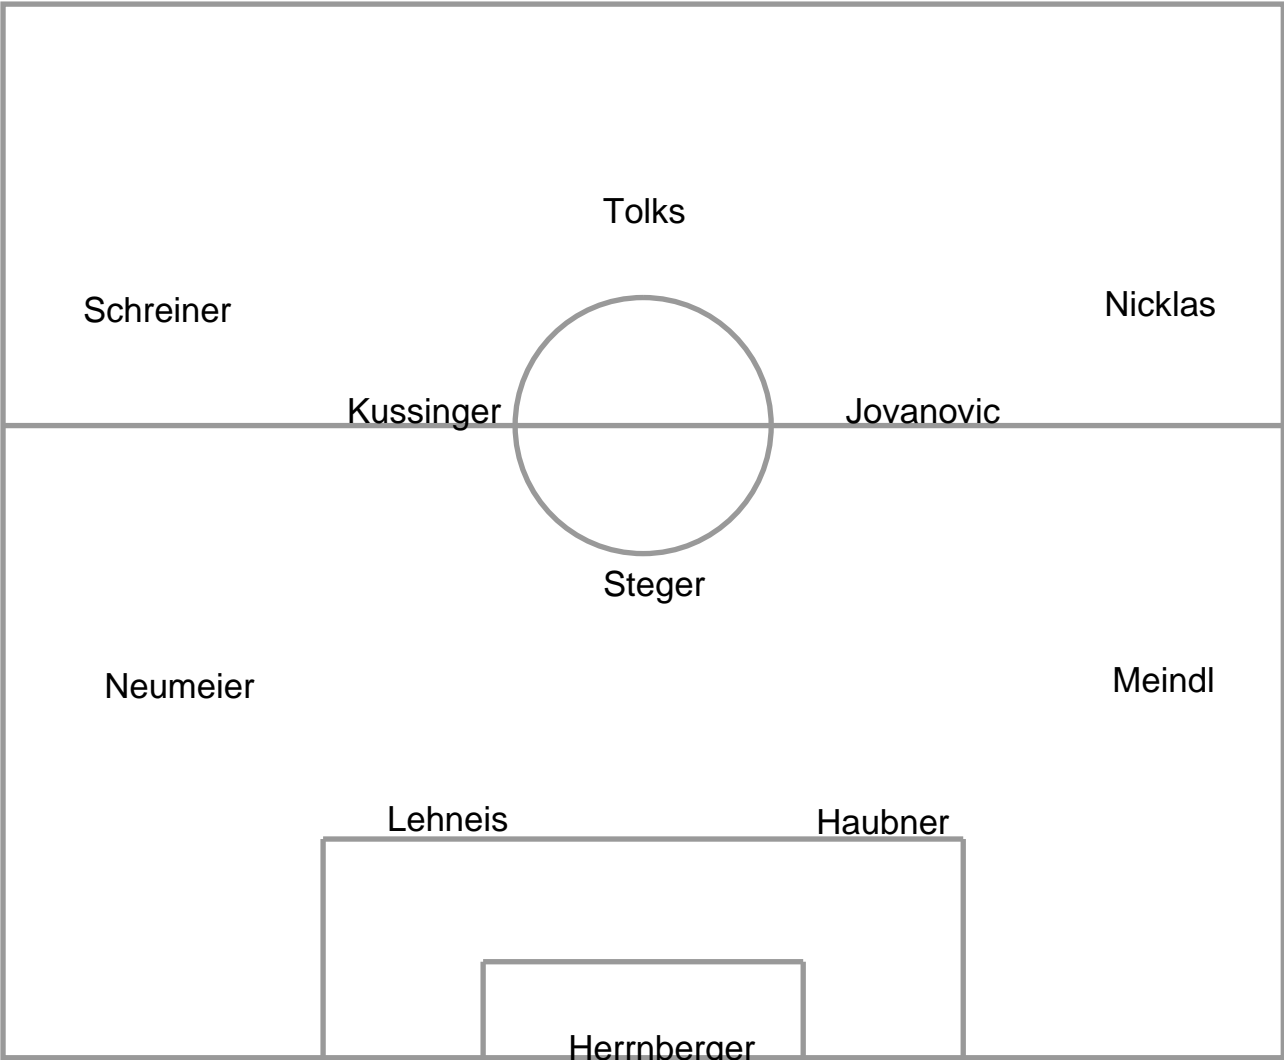 Tolks
Schreiner
Nicklas
Kussinger
Jovanovic
Steger
Neumeier
Meindl
Lehneis
Haubner
Herrnberger